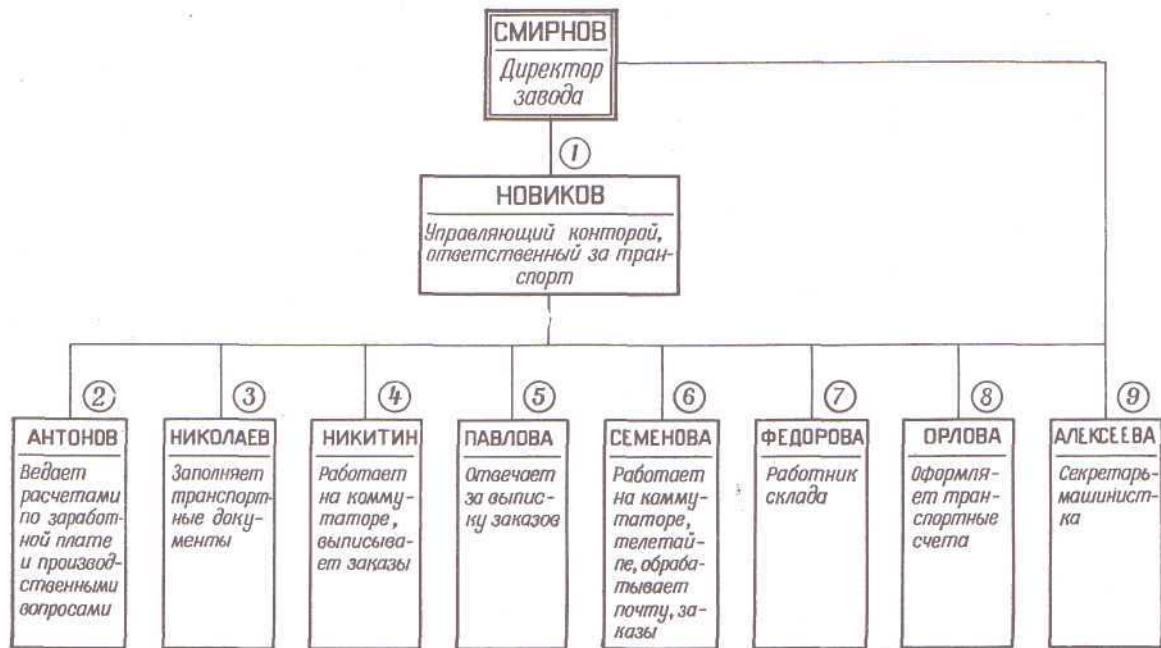 СМИРНОВ
Директор
завода
1
НОВИКОВ
Управляющий конторой,
ответственный за тран-
спорт
2
АНТОНОВ
Ведает
расчетами
по заработ-
ной плате
и производ-
ственными
вопросами
3
НИКОЛАЕВ
Заполняет
транспорт-
ные доку-
менты
4
НИКИТИН
Работает
на комму-
таторе,
выписыва-
ет заказы
5
ПАВЛОВА
Отвечает
за выпис-
ку заказов
6
СЕМЕНОВА
Работает
на комму-
таторе,
телетай-
пе, обраба-
тывает
почту, за-
казы
7
ФЕДОРОВА
Работник
склада
8
ОРЛОВА
Оформля-
ет тран-
спортные
счета
9
АЛЕКСЕЕВА
Секретарь-
машинист-
ка